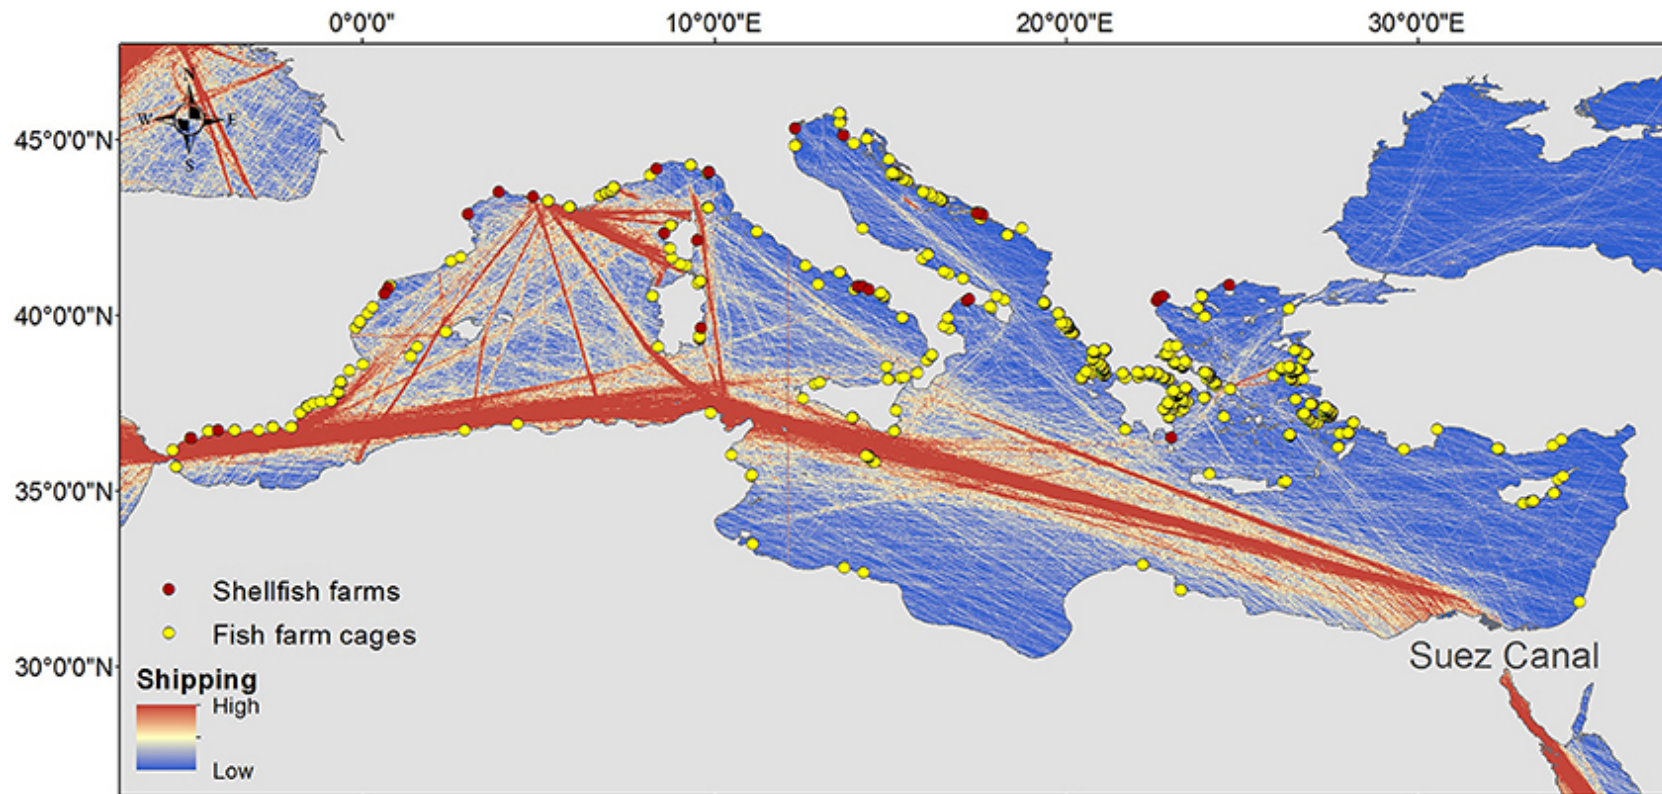 0°0'0" 10°0'0"E 20°0'0"E 30°0'0"E
N
W E
S
45°0'0"N
40°0'0"N
35°0'0"N
30°0'0"N
Shellfish farms
Fish farm cages
Shipping
High
Low
Suez Canal